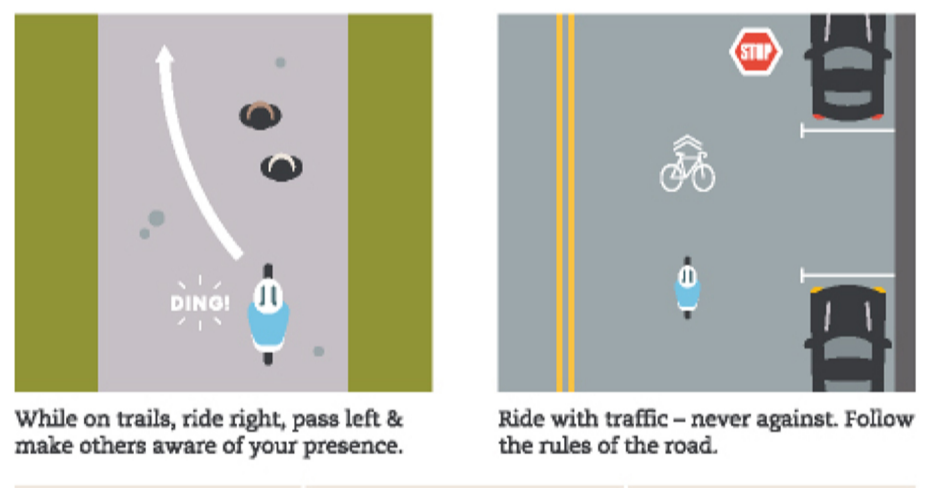 DING!
While on trails, ride right, pass left &
make others aware of your presence.
STOP
Ride with traffic – never against. Follow
the rules of the road.